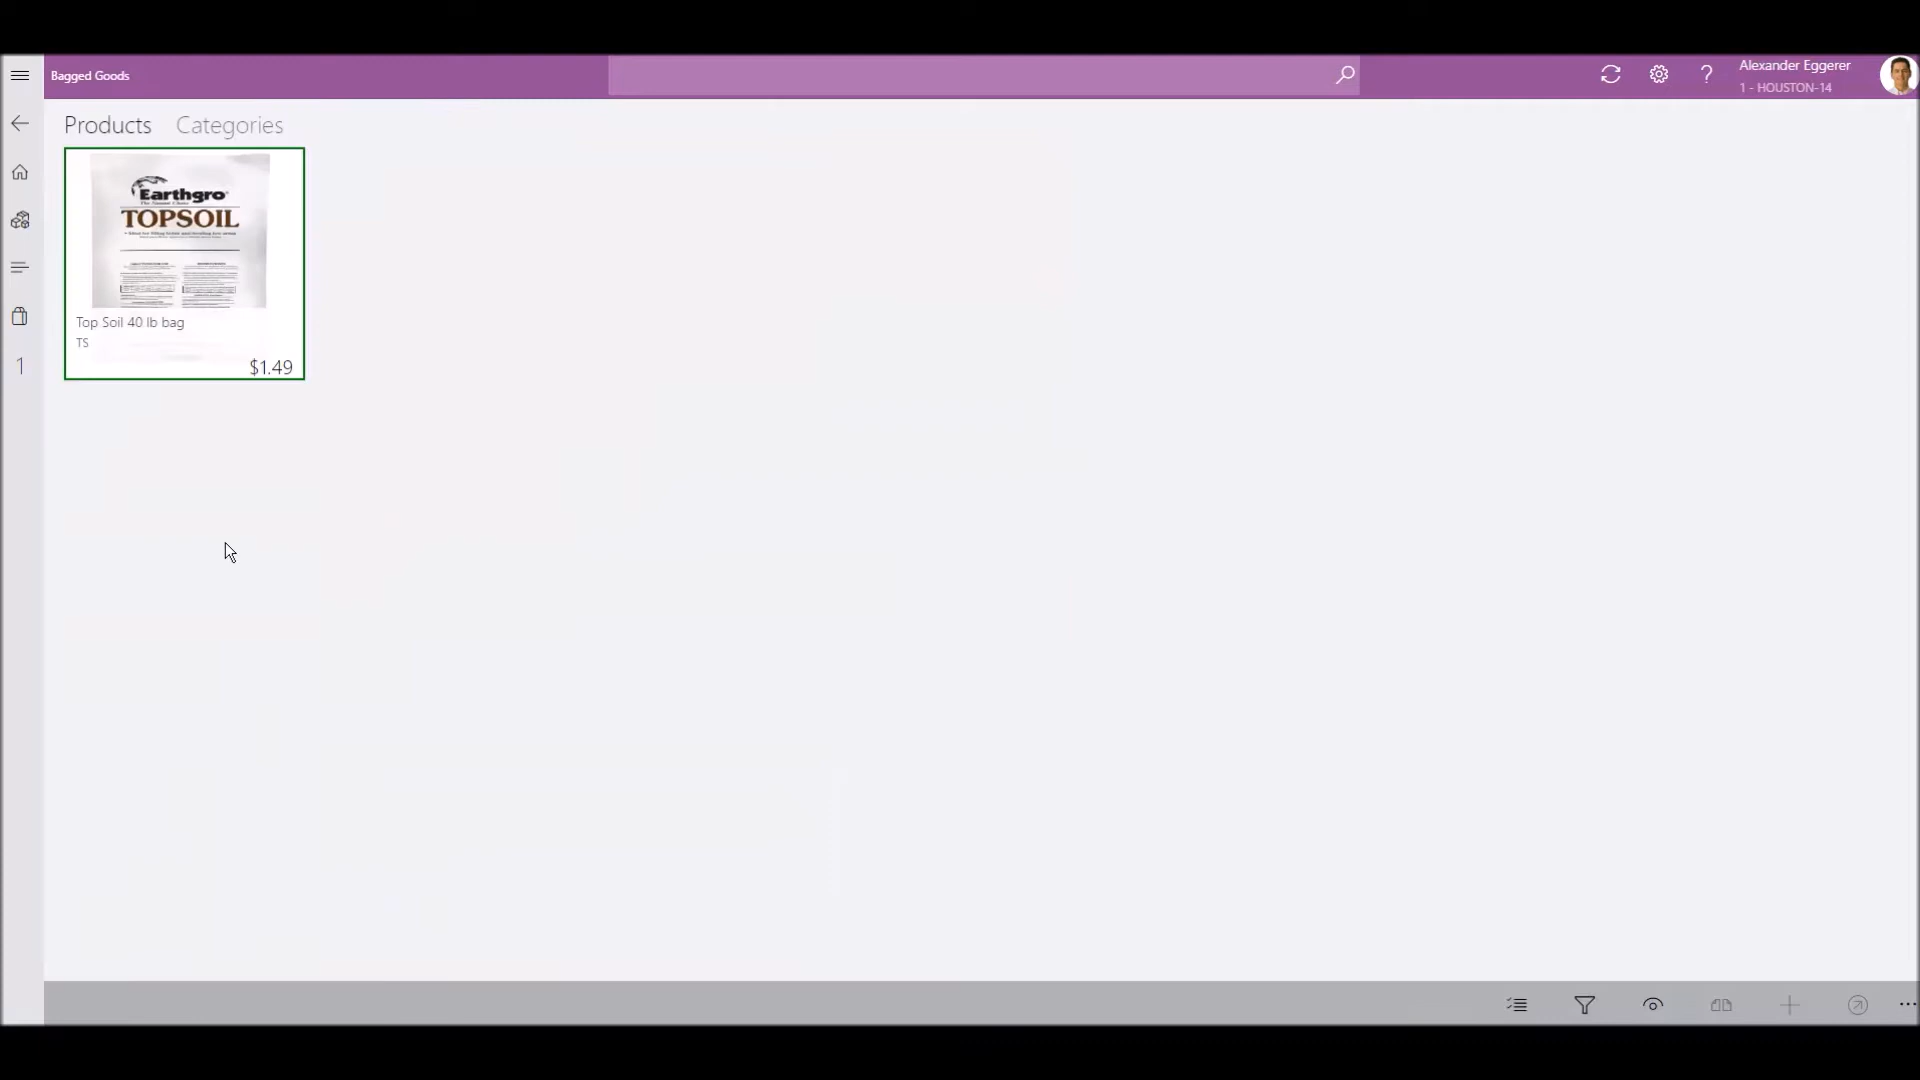 Bagged Goods
Alexander Eggerer
1 - HOUSTON-14
Products Categories
Earthgro
TOPSOIL
Top Soil 40 lb bag
TS
$1.49
1